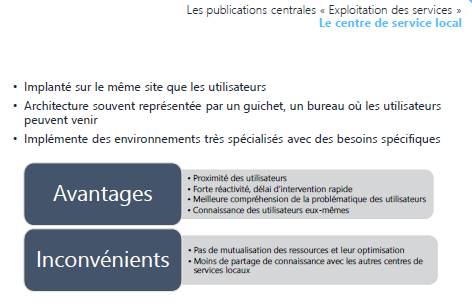 Les publications centrales « Exploitation des services »
Le centre de service local
• Implanté sur le même site que les utilisateurs
• Architecture souvent représentée par un guichet, un bureau où les utilisateurs
peuvent venir
• Implémente des environnements très spécialisés avec des besoins spécifiques
Avantages
• Proximité des utilisateurs
• Forte réactivité, délai d'intervention rapide
• Meilleure compréhension de la problématique des utilisateurs
• Connaissance des utilisateurs eux-mêmes
Inconvénients
• Pas de mutualisation des ressources et leur optimisation
• Moins de partage de connaissance avec les autres centres de
services locaux